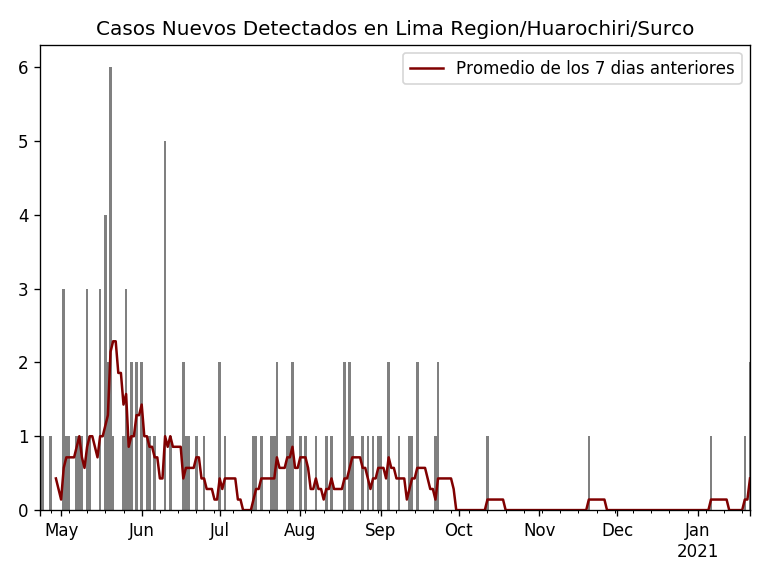 Casos Nuevos Detectados en Lima Region/Huarochiri/Surco
Promedio de los 7 dias anteriores
6
5
4
3
2
1
0
May Jun Jul Aug Sep Oct Nov Dec Jan
2021